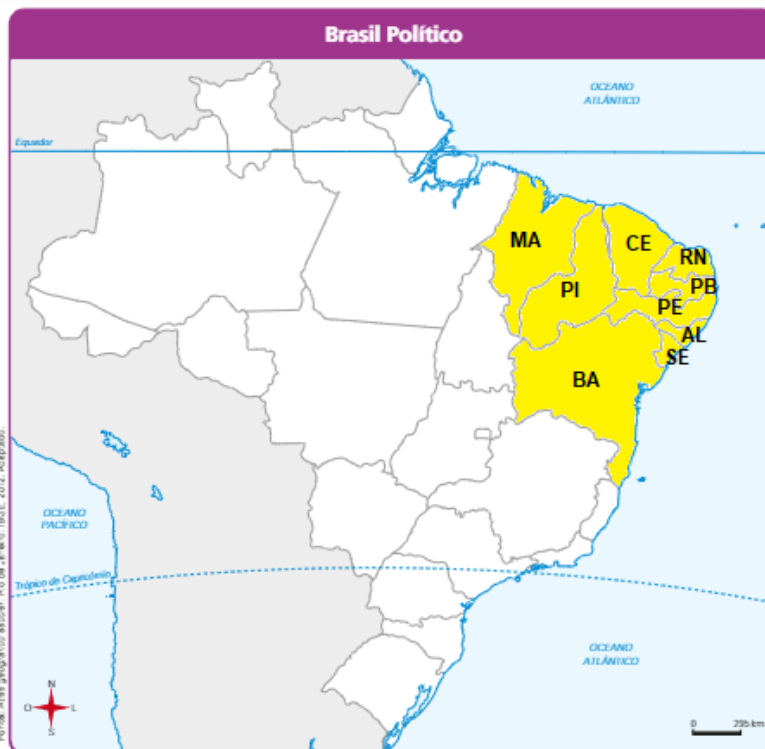 Brasil Político
OCEANO
ATLÂNTICO
Equador
MA
CE
RN
PI
PB
PE
AL
SE
BA
OCEANO
PACÍFICO
Trópico de Capricórnio
OCEANO
ATLÂNTICO
N
O
L
S
0 295 km